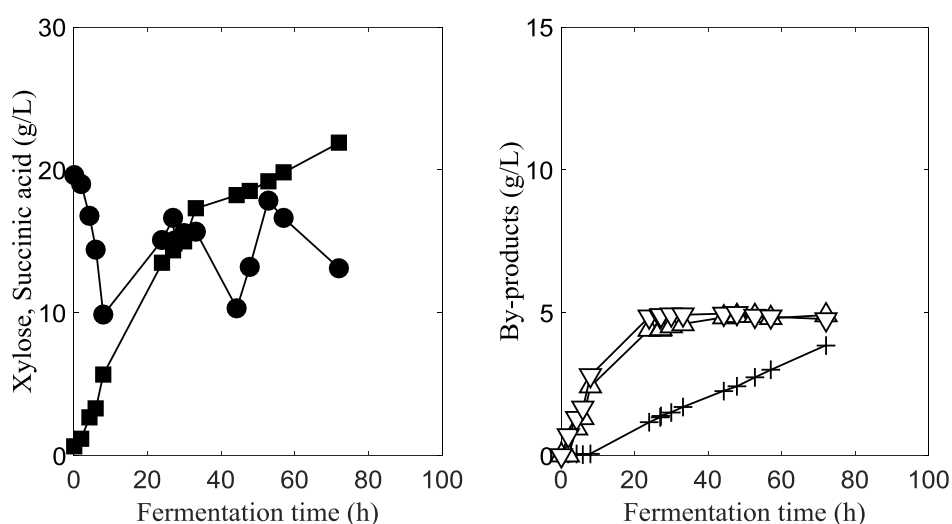 30
20
10
0
0 20 40 60 80 100
Xylose, Succinic acid (g/L)
Fermentation time (h)
15
10
5
0
0 20 40 60 80 100
By-products (g/L)
Fermentation time (h)